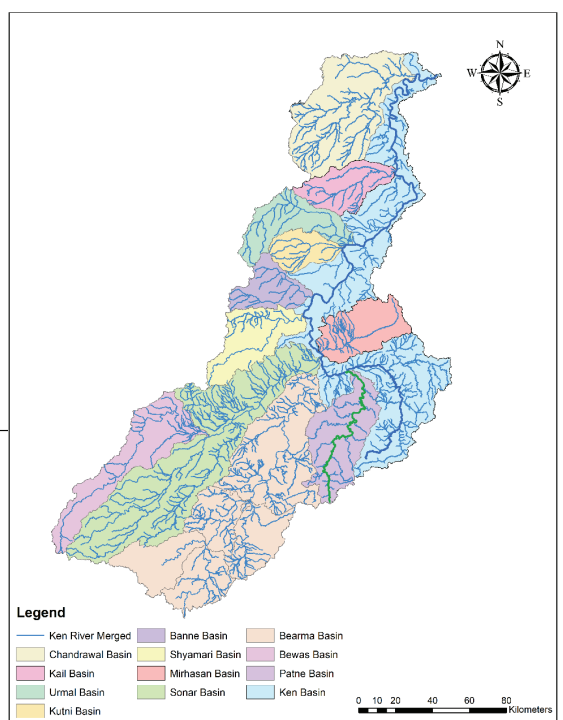 N
W E
S
Legend
Ken River Merged
Chandrawal Basin
Kail Basin
Urmal Basin
Kutni Basin
Banne Basin
Shyamari Basin
Mirhasan Basin
Sonar Basin
Bearma Basin
Bewas Basin
Patne Basin
Ken Basin
0 10 20 40 60 80
Kilometers